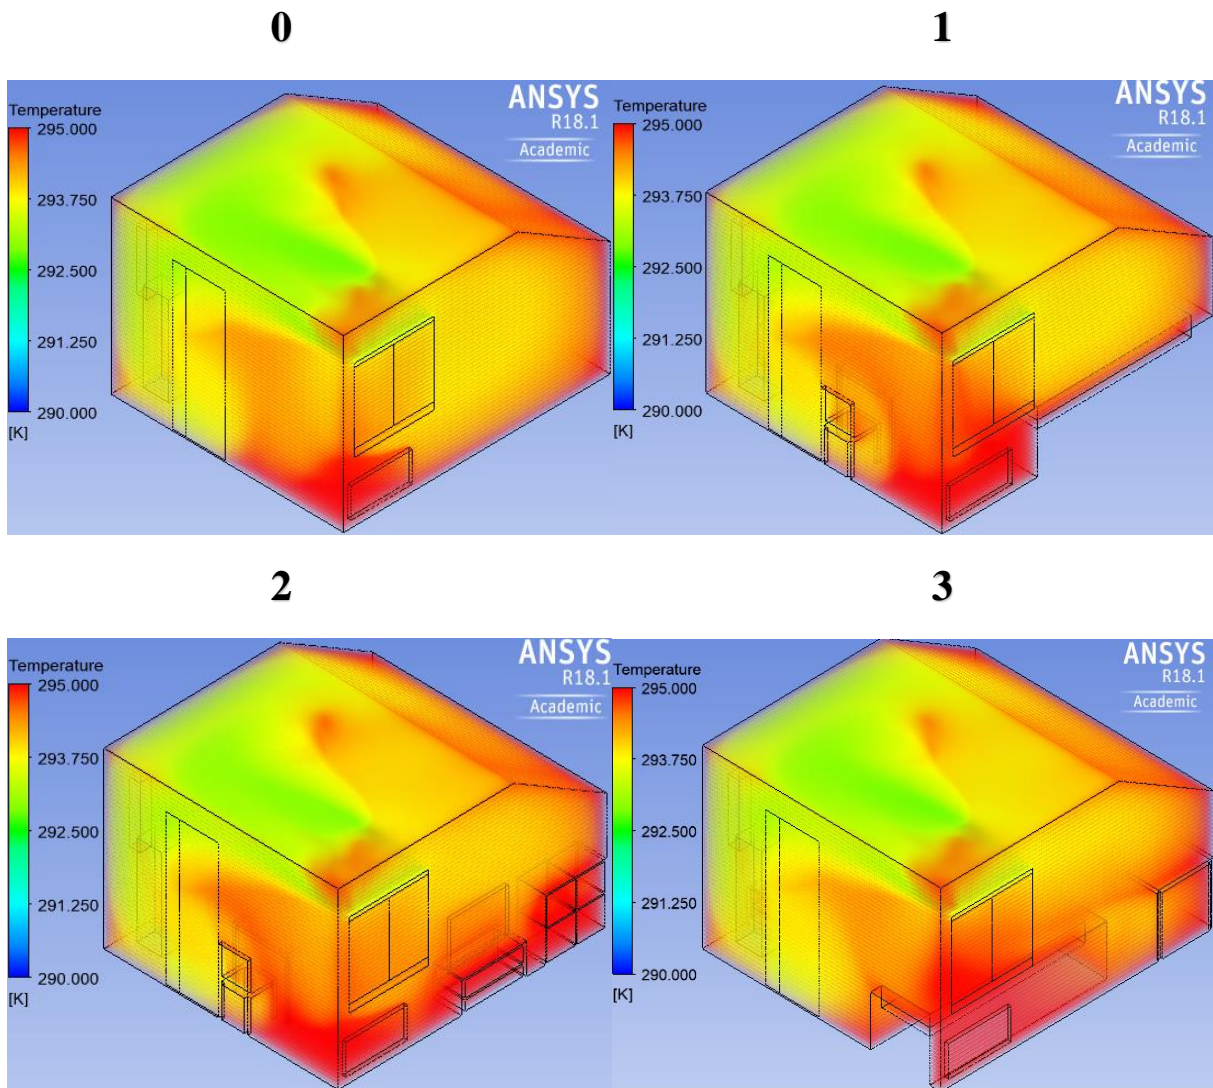 0
1
ANSYS
R18.1
Academic
Temperature
295.000
293.750
292.500
291.250
290.000
[K]
ANSYS
R18.1
Academic
Temperature
295.000
293.750
292.500
291.250
290.000
[K]
2
3
ANSYS
R18.1
Academic
Temperature
295.000
293.750
292.500
291.250
290.000
[K]
ANSYS
R18.1
Academic
Temperature
295.000
293.750
292.500
291.250
290.000
[K]